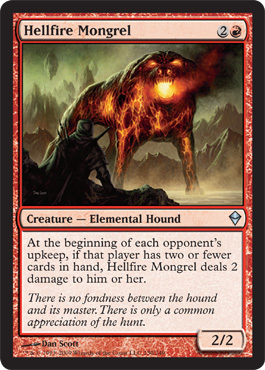 Hellfire Mongrel 2
Creature — Elemental Hound
At the beginning of each opponent's
upkeep, if that player has two or fewer
cards in hand, Hellfire Mongrel deals 2
damage to him or her.
There is no fondness between the hound
and its master. There is only a common
appreciation of the hunt.
2/2
Dan Scott